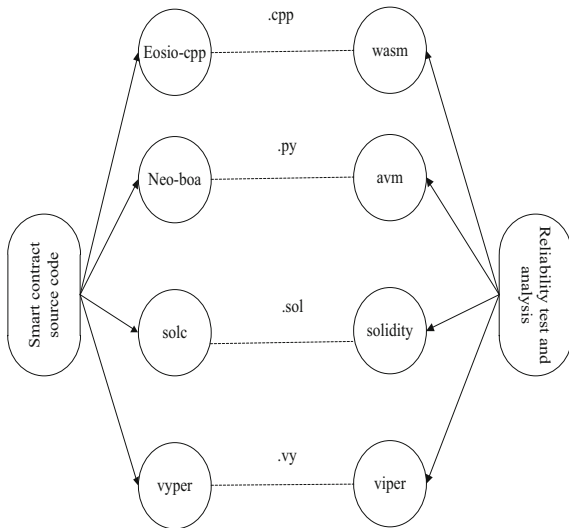 .cpp
Eosio-cpp
wasm
.py
Neo-boa
avm
Smart contract
source code
Reliability test and
analysis
.sol
solc
solidity
.vy
vyper
viper